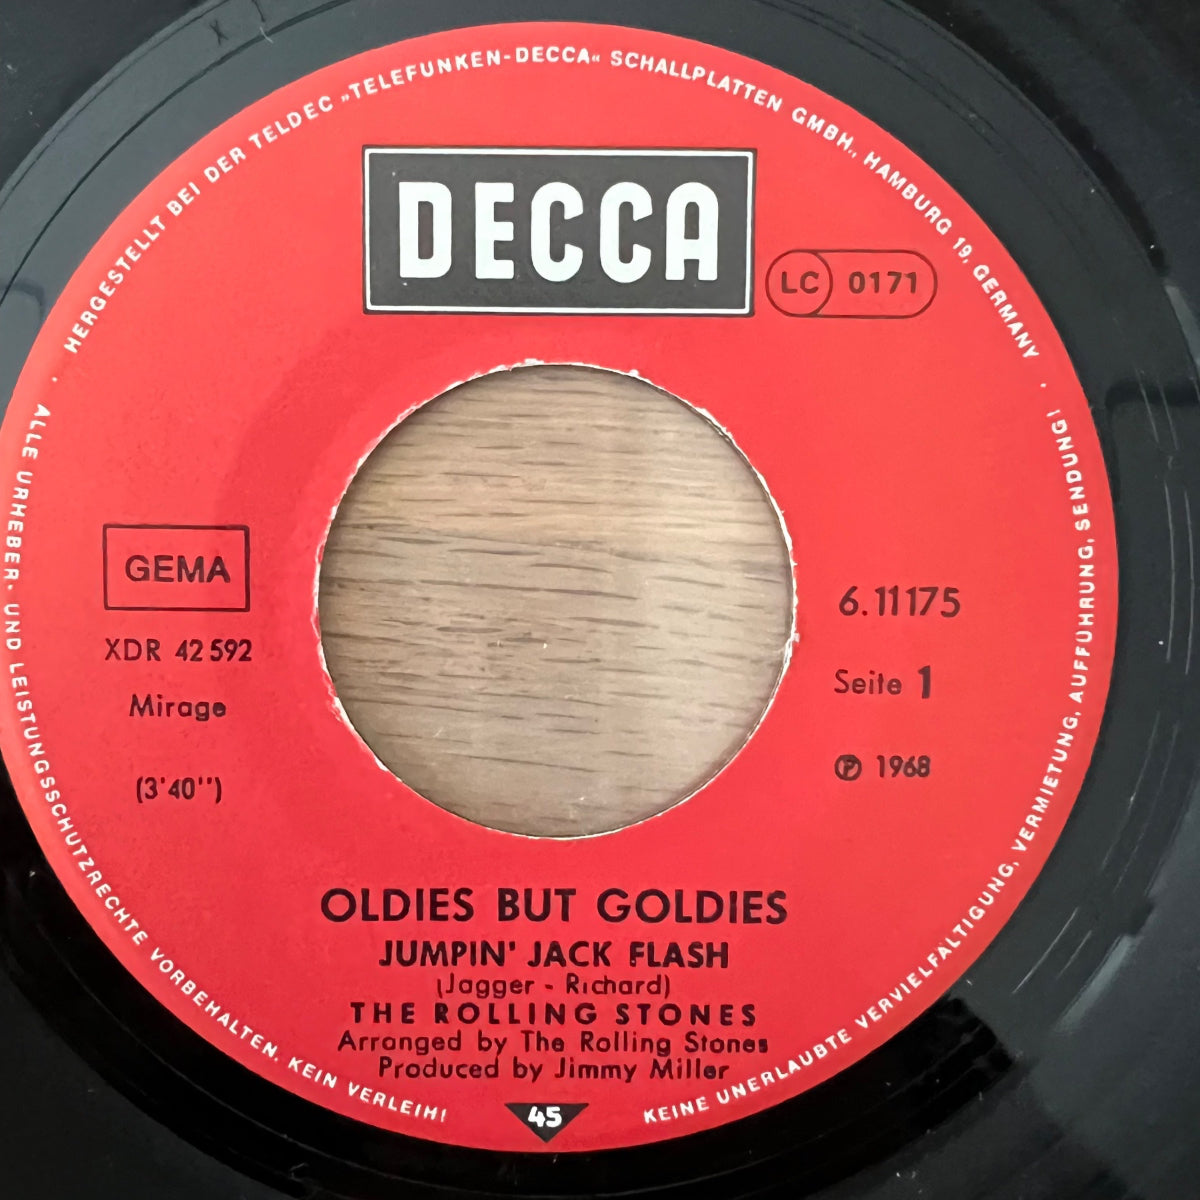 HERGESTELLT BEI DER TELDEC „TELEFUNKEN-DECCA“ SCHALLPLATTEN GMBH., HAMBURG 19, GERMANY ·
DECCA
LC 0171
GEMA
XDR 42 592
Mirage
(3'40'')
6.11175
Seite 1
℗ 1968
OLDIES BUT GOLDIES
JUMPIN' JACK FLASH
(Jagger - Richard)
THE ROLLING STONES
Arranged by The Rolling Stones
Produced by Jimmy Miller
45
· ALLE URHEBER- UND LEISTUNGSSCHUTZRECHTE VORBEHALTEN. KEIN VERLEIH!
KEINE UNERLAUBTE VERVIELFÄLTIGUNG, VERMIETUNG, AUFFÜHRUNG, SENDUNG!